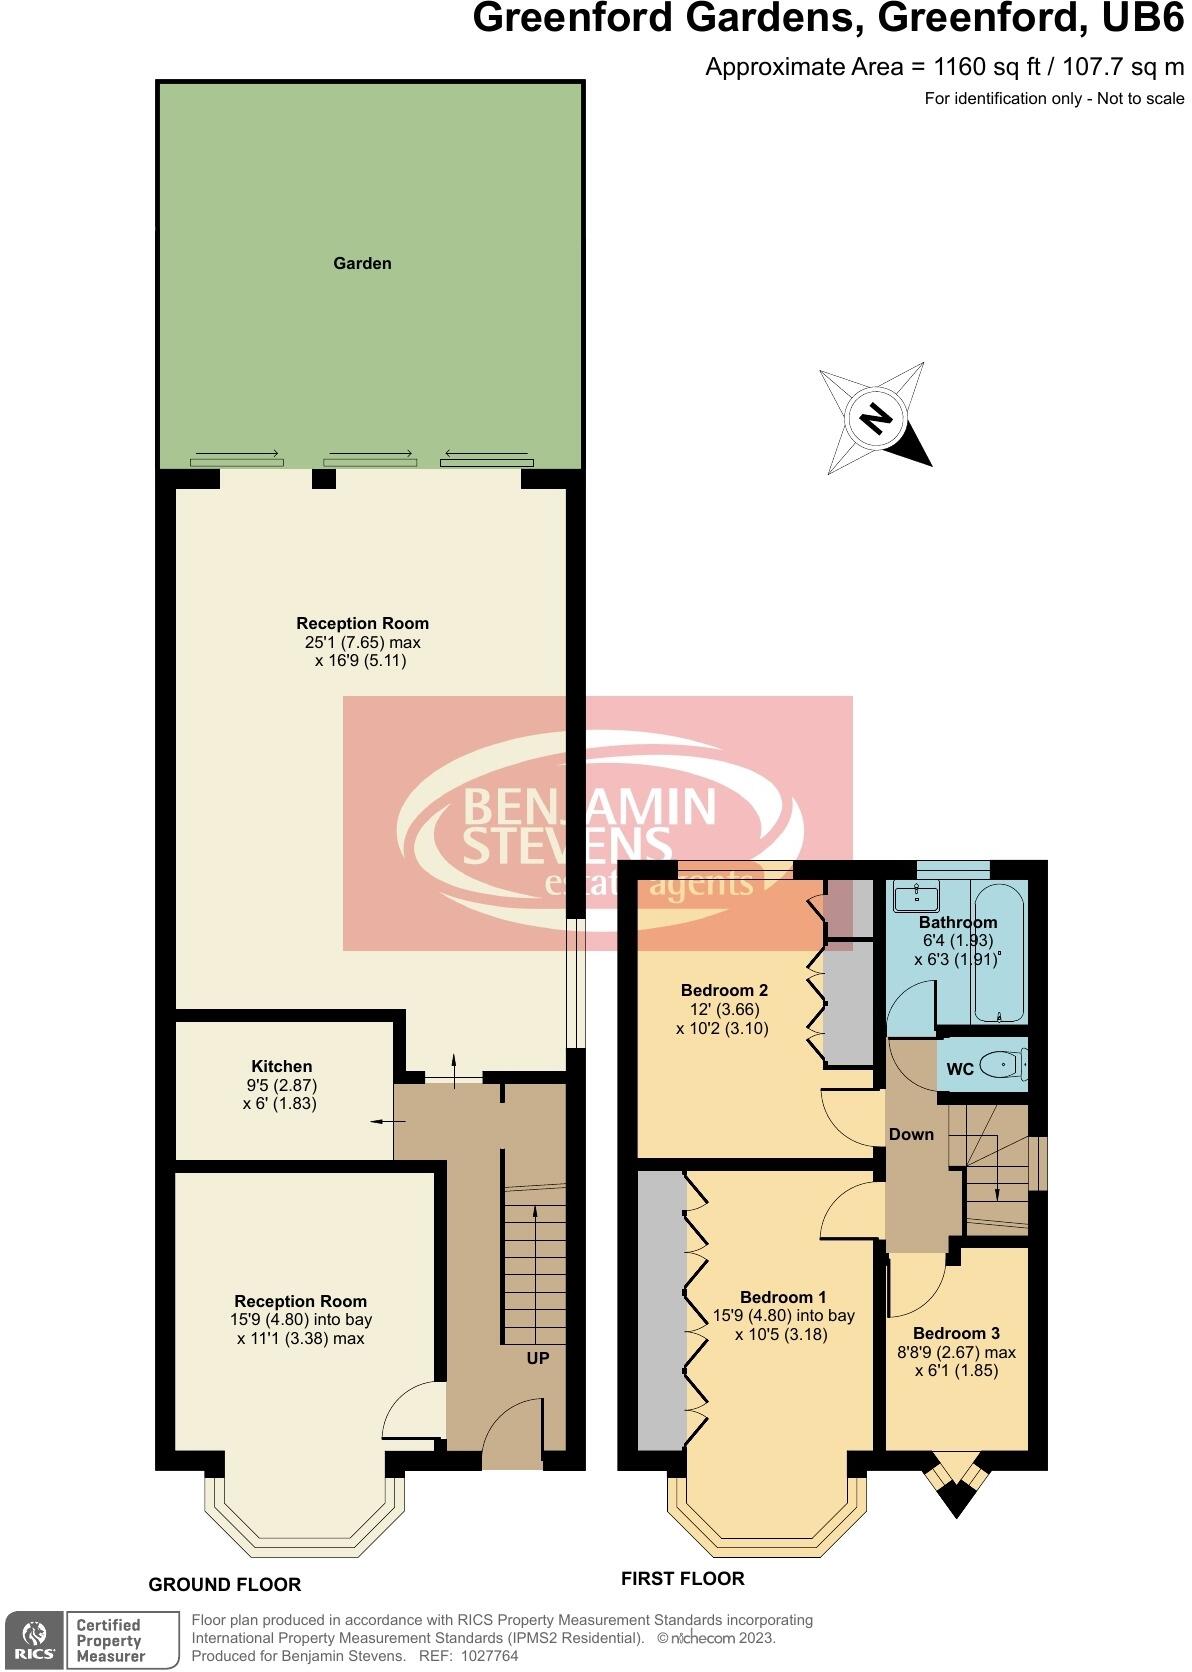 Greenford Gardens, Greenford, UB6
Approximate Area = 1160 sq ft / 107.7 sq m
For identification only - Not to scale
Garden
N
Reception Room
25'1 (7.65) max
x 16'9 (5.11)
BENJAMIN
STEVENS
estate agents
Kitchen
9'5 (2.87)
x 6' (1.83)
Reception Room
15'9 (4.80) into bay
x 11'1 (3.38) max
UP
GROUND FLOOR
Bedroom 2
12' (3.66)
x 10'2 (3.10)
Bathroom
6'4 (1.93)
x 6'3 (1.91)
WC
Down
Bedroom 1
15'9 (4.80) into bay
x 10'5 (3.18)
Bedroom 3
8'8'9 (2.67) max
x 6'1 (1.85)
FIRST FLOOR
RICS
Certified
Property
Measurer
Floor plan produced in accordance with RICS Property Measurement Standards incorporating
International Property Measurement Standards (IPMS2 Residential). © nichecom 2023.
Produced for Benjamin Stevens. REF: 1027764